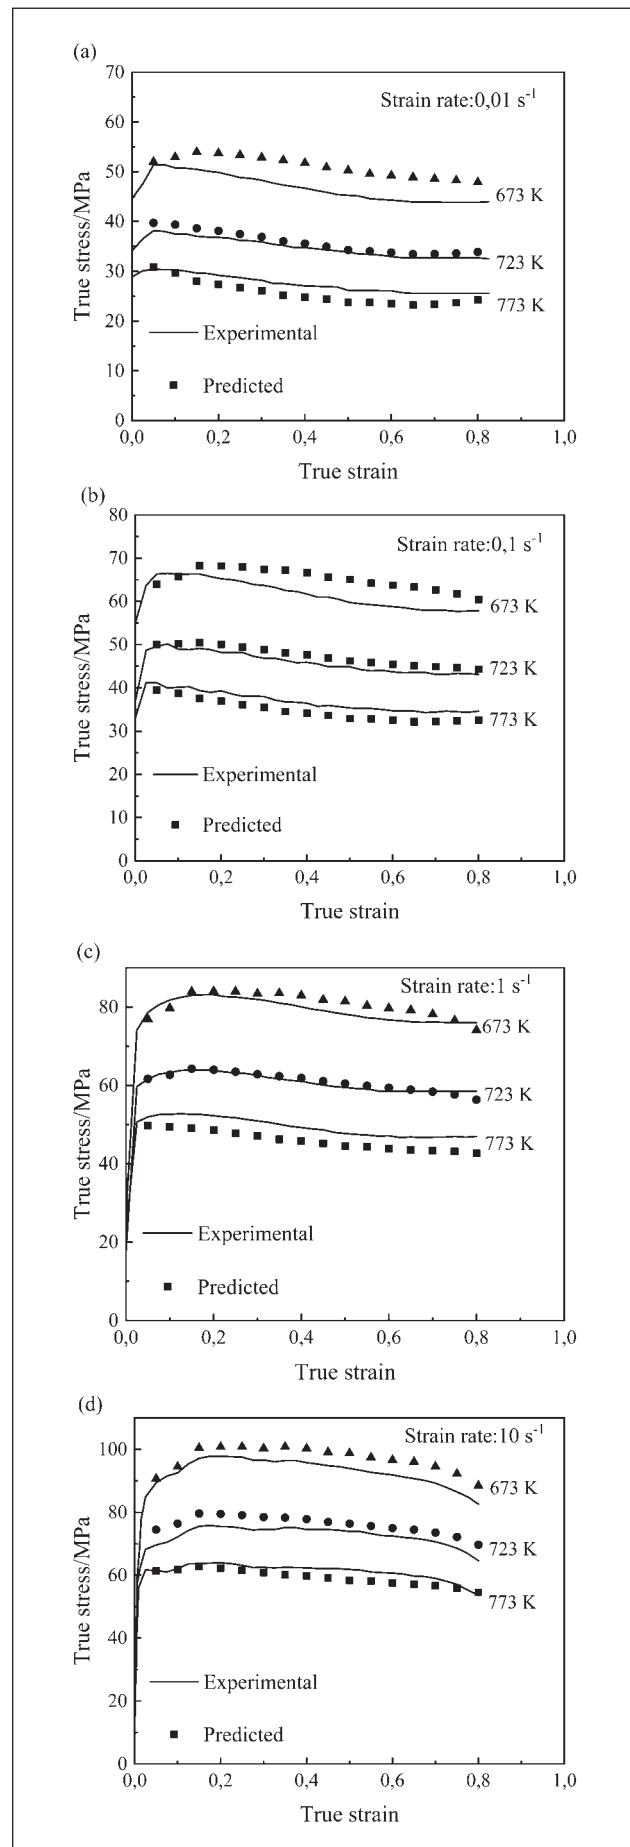 (a)
70
Strain rate:0,01 s⁻¹
60
50
673 K
40
723 K
30
773 K
20
Experimental
10
Predicted
0
0,0 0,2 0,4 0,6 0,8 1,0
True stress/MPa
True strain
(b)
80
Strain rate:0,1 s⁻¹
70
60
673 K
50
723 K
40
773 K
30
20
Experimental
10
Predicted
0
0,0 0,2 0,4 0,6 0,8 1,0
True stress/MPa
True strain
(c)
Strain rate:1 s⁻¹
80
673 K
60
723 K
773 K
40
20
Experimental
Predicted
0
0,0 0,2 0,4 0,6 0,8 1,0
True stress/MPa
True strain
(d)
Strain rate:10 s⁻¹
100
673 K
80
723 K
60
773 K
40
20
Experimental
Predicted
0
0,0 0,2 0,4 0,6 0,8 1,0
True stress/MPa
True strain